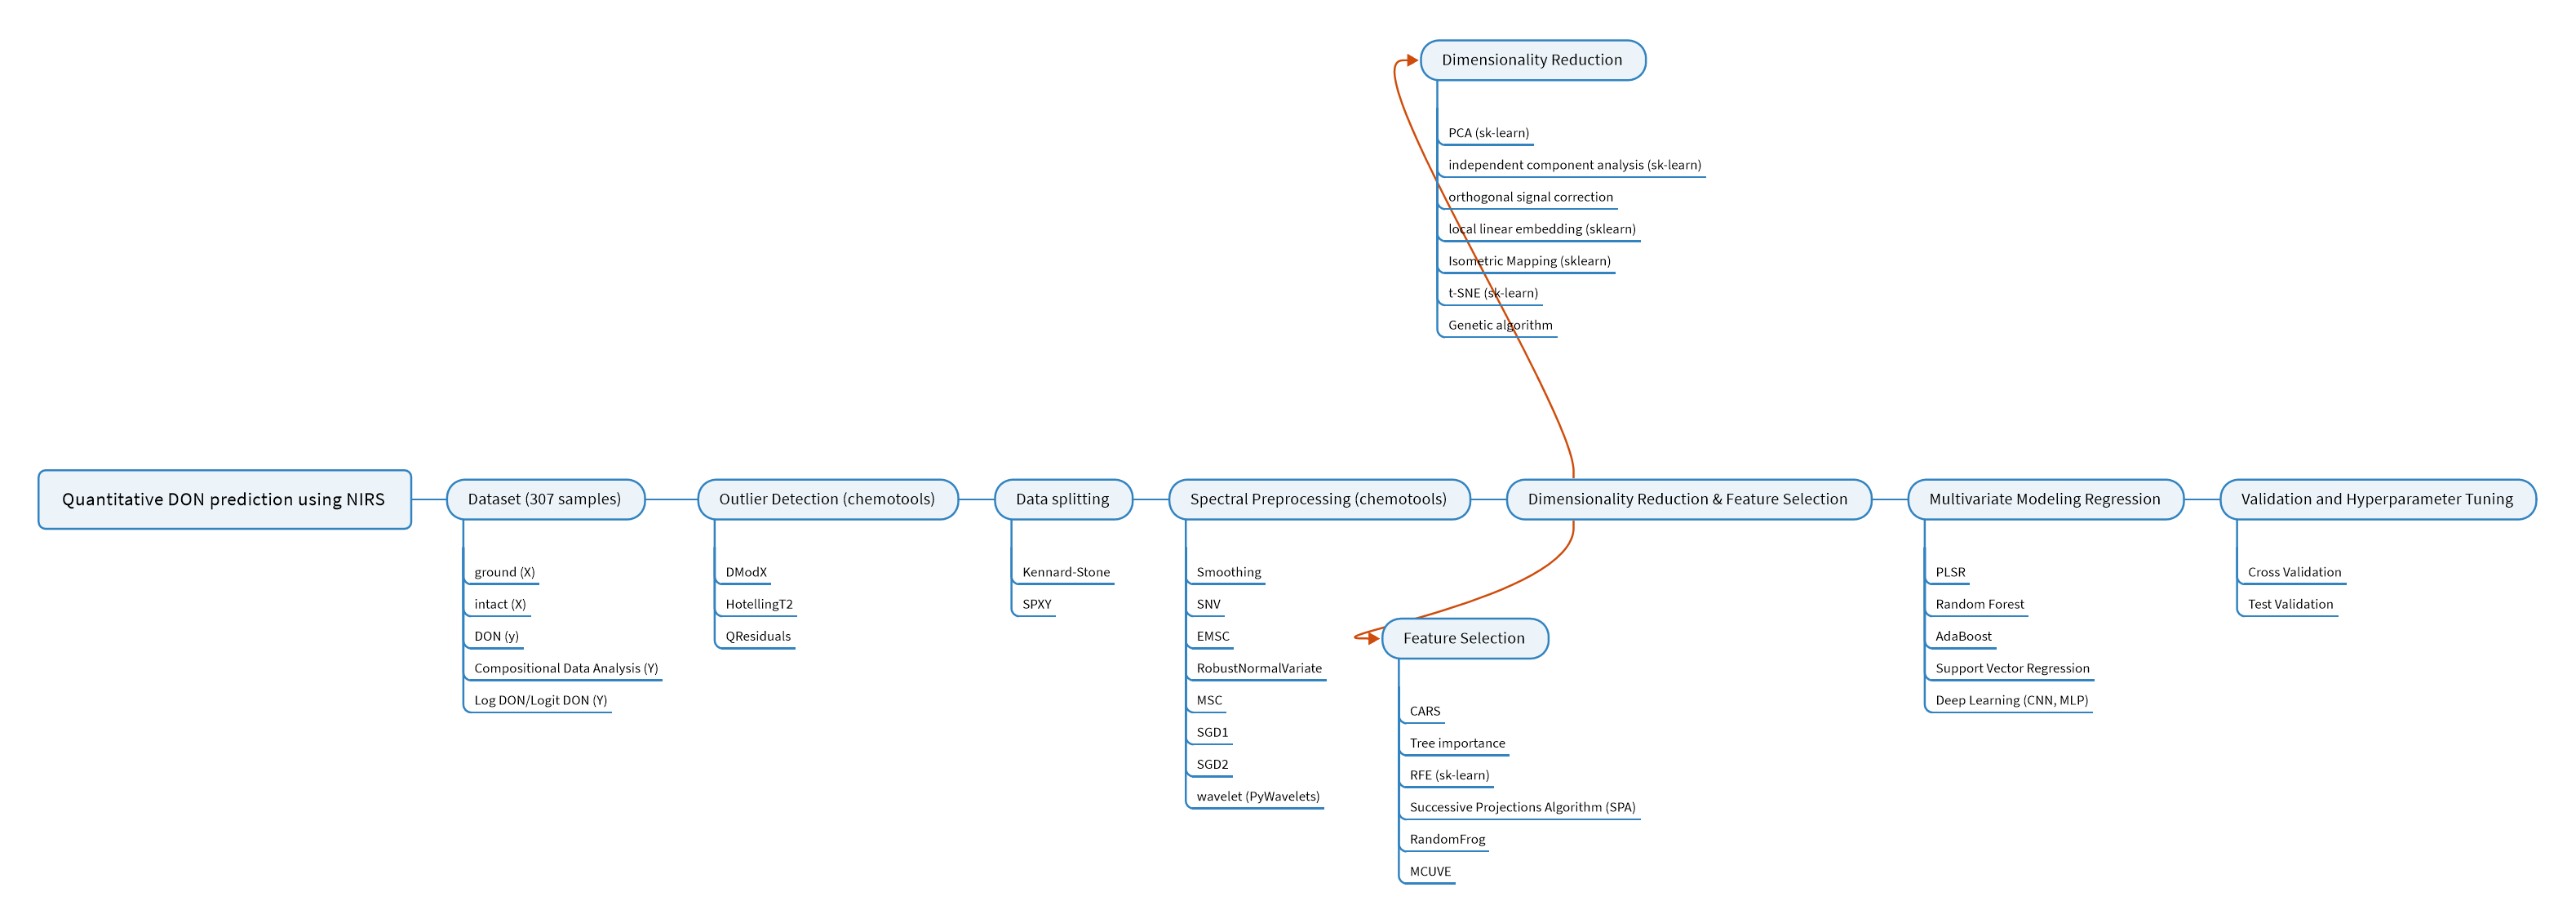 Dimensionality Reduction
PCA (sk-learn)
independent component analysis (sk-learn)
orthogonal signal correction
local linear embedding (sklearn)
Isometric Mapping (sklearn)
t-SNE (sk-learn)
Genetic algorithm
Quantitative DON prediction using NIRS
Dataset (307 samples)
ground (X)
intact (X)
DON (y)
Compositional Data Analysis (Y)
Log DON/Logit DON (Y)
Outlier Detection (chemotools)
DModX
HotellingT2
QResiduals
Data splitting
Kennard-Stone
SPXY
Spectral Preprocessing (chemotools)
Smoothing
SNV
EMSC
RobustNormalVariate
MSC
SGD1
SGD2
wavelet (PyWavelets)
Dimensionality Reduction & Feature Selection
Feature Selection
CARS
Tree importance
RFE (sk-learn)
Successive Projections Algorithm (SPA)
RandomFrog
MCUVE
Multivariate Modeling Regression
PLSR
Random Forest
AdaBoost
Support Vector Regression
Deep Learning (CNN, MLP)
Validation and Hyperparameter Tuning
Cross Validation
Test Validation